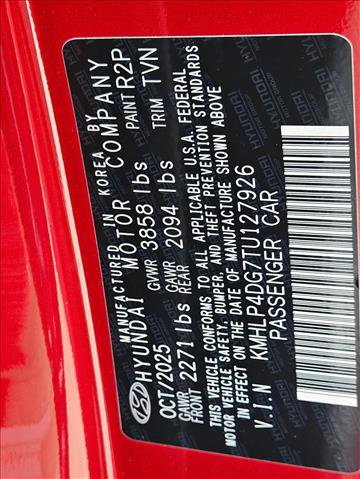 MANUFACTURED IN KOREA BY
HYUNDAI MOTOR COMPANY
OCT/2025 GVWR 3858 lbs PAINT R2P
GAWR FRONT 2271 lbs GAWR REAR 2094 lbs TRIM TVN
THIS VEHICLE CONFORMS TO ALL APPLICABLE U.S.A. FEDERAL
MOTOR VEHICLE SAFETY, BUMPER, AND THEFT PREVENTION STANDARDS
IN EFFECT ON THE DATE OF MANUFACTURE SHOWN ABOVE
V.I.N KMHLP4DG7TU127926
PASSENGER CAR